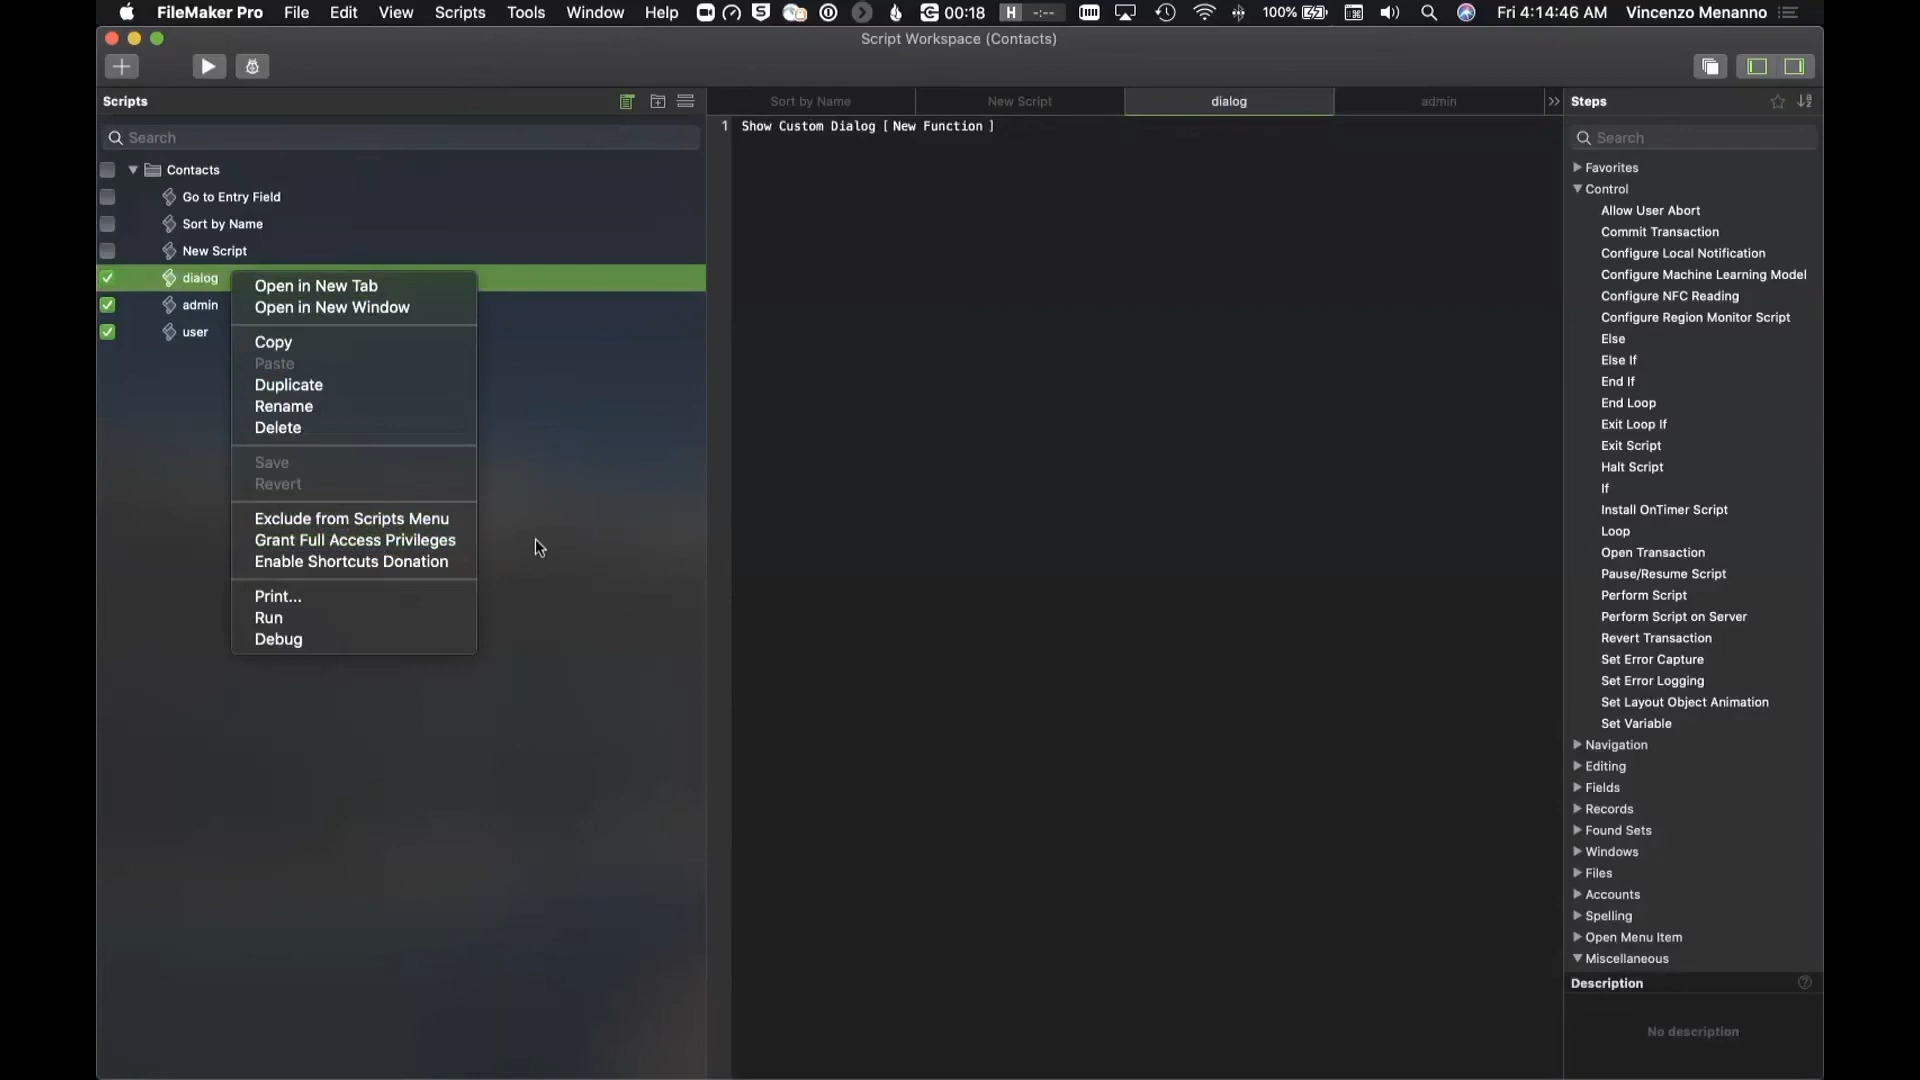 FileMaker Pro File Edit View Scripts Tools Window Help 00:18 H -:-- 100% Fri 4:14:46 AM Vincenzo Menanno
Script Workspace (Contacts)
Scripts
Search
Contacts
Go to Entry Field
Sort by Name
New Script
dialog
admin
user
Open in New Tab
Open in New Window
Copy
Paste
Duplicate
Rename
Delete
Save
Revert
Exclude from Scripts Menu
Grant Full Access Privileges
Enable Shortcuts Donation
Print...
Run
Debug
Sort by Name New Script dialog admin
1 Show Custom Dialog [ New Function ]
Steps
Search
Favorites
Control
Allow User Abort
Commit Transaction
Configure Local Notification
Configure Machine Learning Model
Configure NFC Reading
Configure Region Monitor Script
Else
Else If
End If
End Loop
Exit Loop If
Exit Script
Halt Script
If
Install OnTimer Script
Loop
Open Transaction
Pause/Resume Script
Perform Script
Perform Script on Server
Revert Transaction
Set Error Capture
Set Error Logging
Set Layout Object Animation
Set Variable
Navigation
Editing
Fields
Records
Found Sets
Windows
Files
Accounts
Spelling
Open Menu Item
Miscellaneous
Description
No description